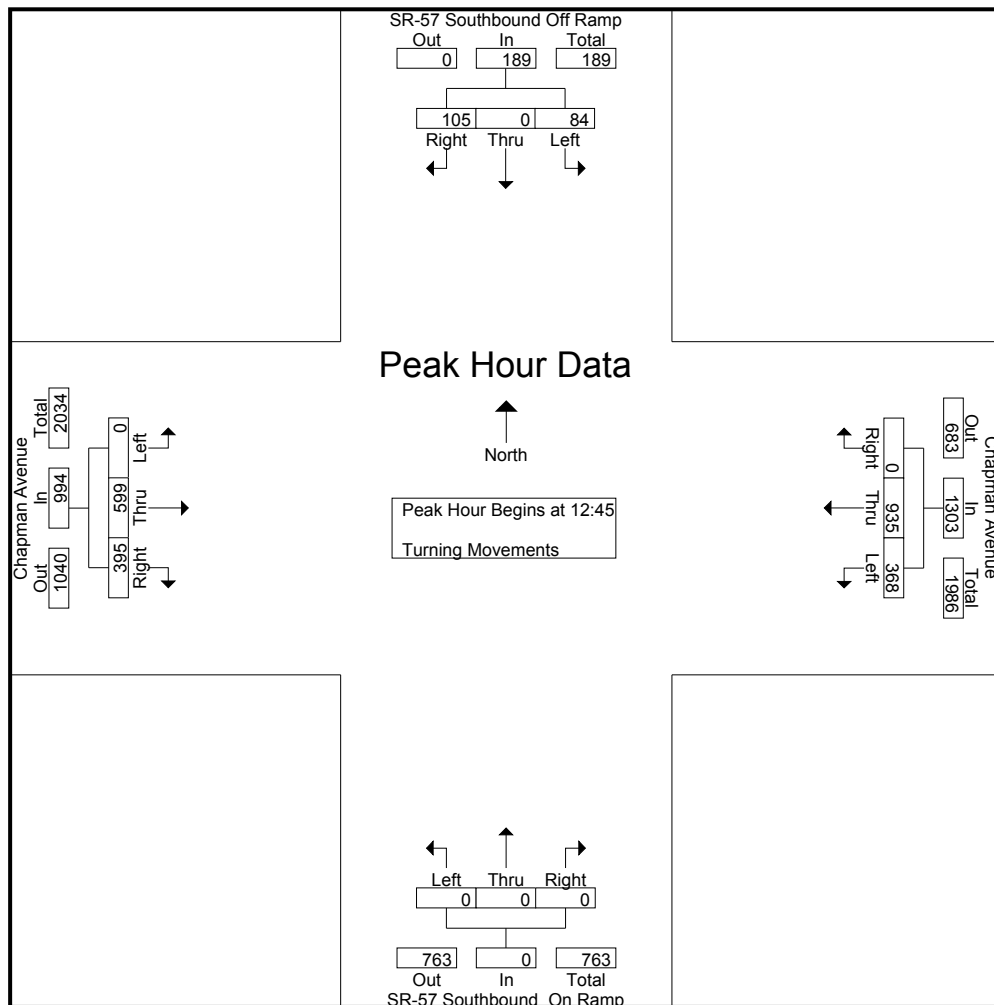 SR-57 Southbound Off Ramp
Out In Total
0 189 189
105 0 84
Right Thru Left
Peak Hour Data
North
Peak Hour Begins at 12:45
Turning Movements
Chapman Avenue
Out In Total
1040 994 2034
395 599 0
Right Thru Left
Chapman Avenue
Out In Total
683 1303 1986
0 935 368
Right Thru Left
Left Thru Right
0 0 0
763 0 763
Out In Total
SR-57 Southbound On Ramp